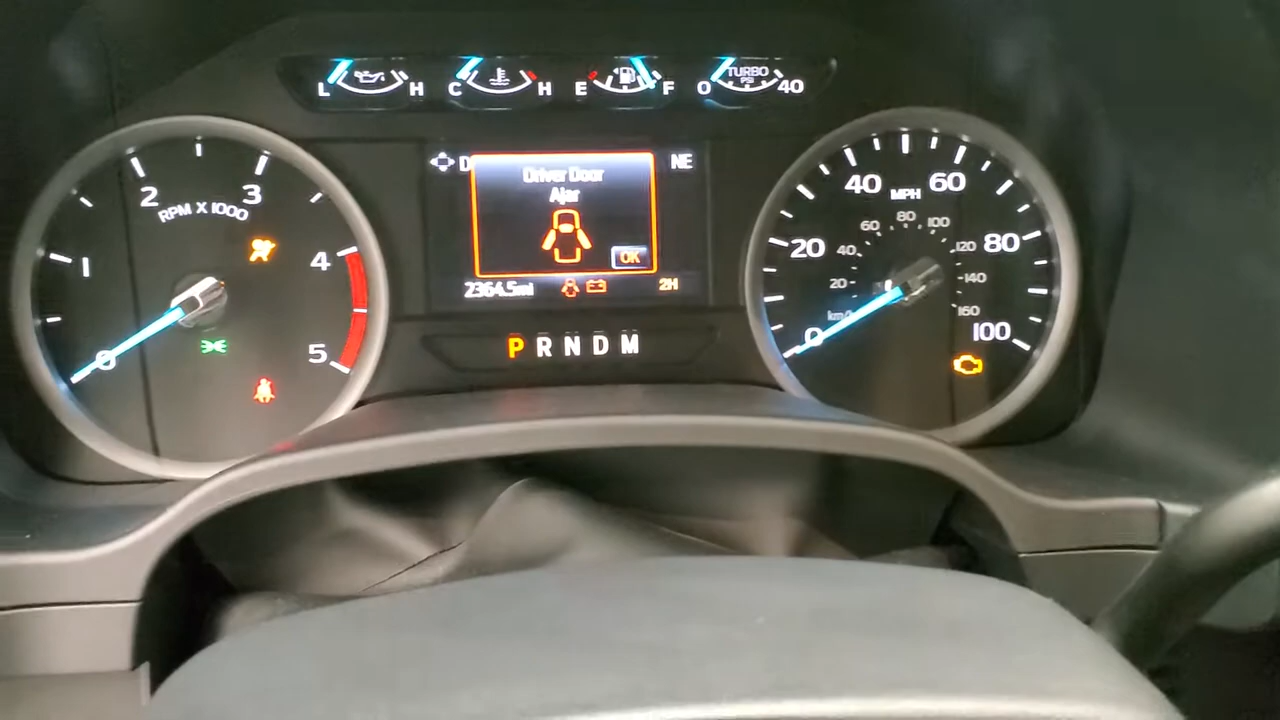 L H C H E F 0 TURBO PSI 40
D NE
Driver Door
Ajar
OK
2364.5mi 2H
P R N D M
0 1 2 3 4 5
RPM X 1000
0 20 40 60 80 100
MPH
20 40 60 80 100 120 140 160
km/h